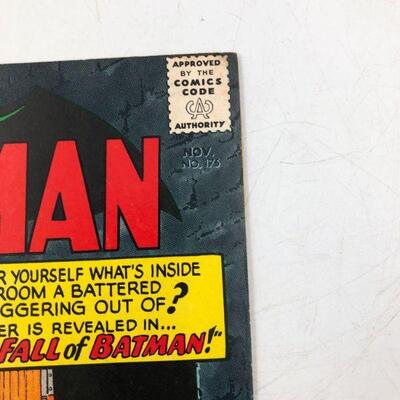 APPROVED
BY THE
COMICS
CODE
CA
AUTHORITY
NOV.
NO. 175
MAN
R YOURSELF WHAT'S INSIDE
ROOM A BATTERED
GGERING OUT OF?
ER IS REVEALED IN...
FALL of BATMAN!"